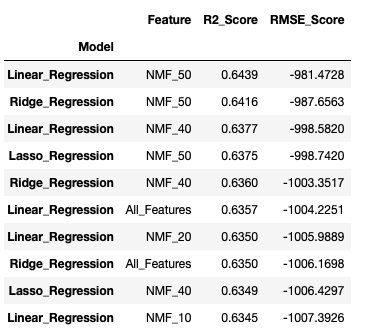 Feature R2_Score RMSE_Score
Model
Linear_Regression NMF_50 0.6439 -981.4728
Ridge_Regression NMF_50 0.6416 -987.6563
Linear_Regression NMF_40 0.6377 -998.5820
Lasso_Regression NMF_50 0.6375 -998.7420
Ridge_Regression NMF_40 0.6360 -1003.3517
Linear_Regression All_Features 0.6357 -1004.2251
Linear_Regression NMF_20 0.6350 -1005.9889
Ridge_Regression All_Features 0.6350 -1006.1698
Lasso_Regression NMF_40 0.6349 -1006.4297
Linear_Regression NMF_10 0.6345 -1007.3926